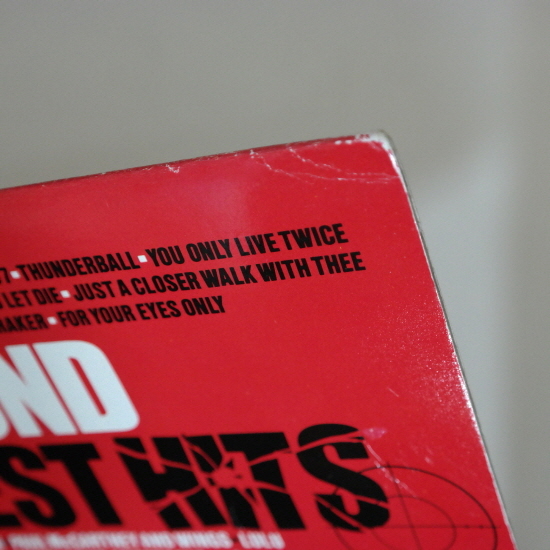 7 ▪ THUNDERBALL ▪ YOU ONLY LIVE TWICE
LET DIE ▪ JUST A CLOSER WALK WITH THEE
MAKER ▪ FOR YOUR EYES ONLY
OND
EST HITS
PAUL McCARTNEY AND WINGS LULU